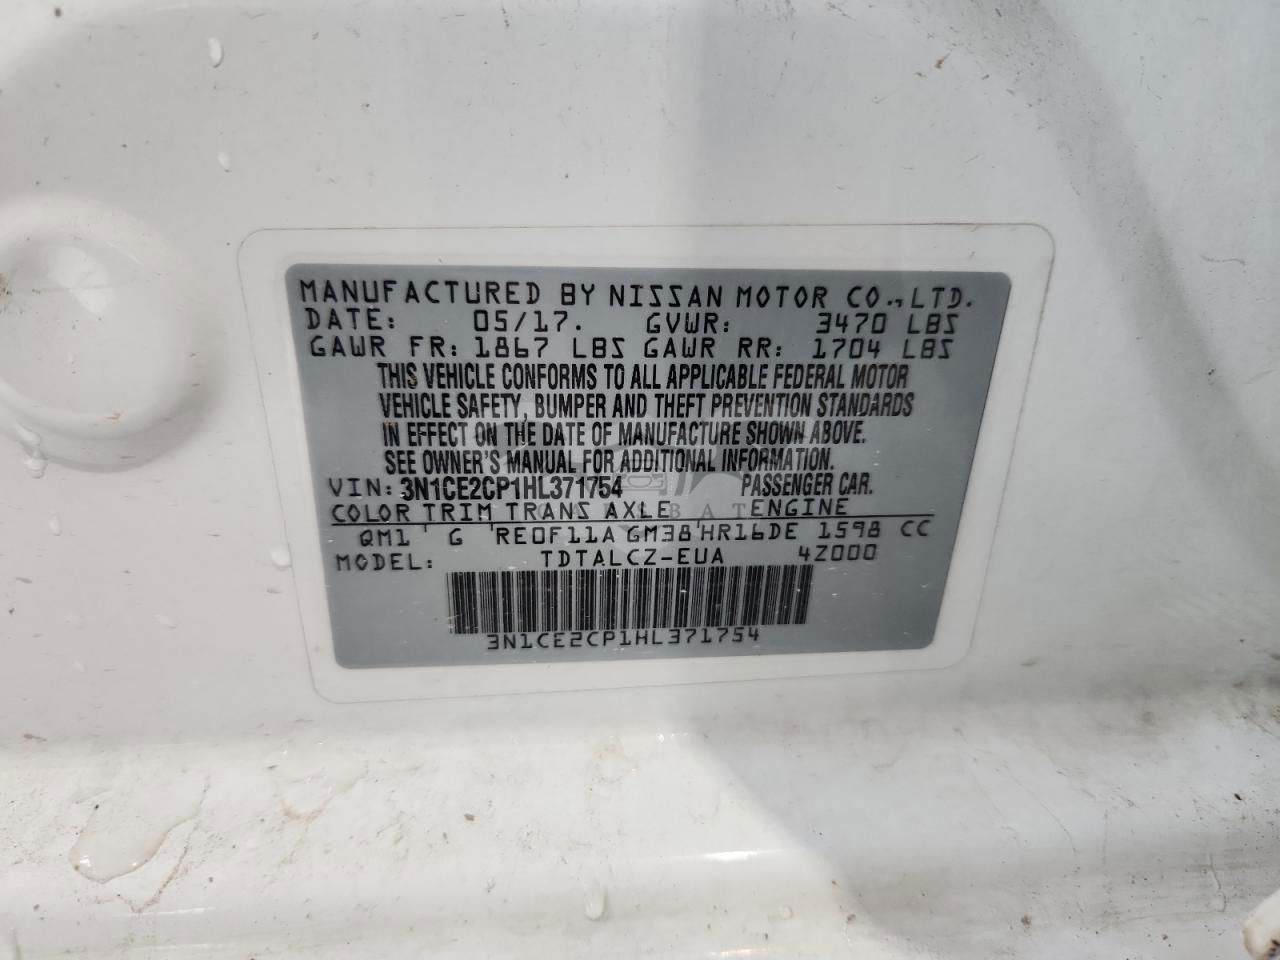 MANUFACTURED BY NISSAN MOTOR CO.,LTD.
DATE: 05/17. GVWR: 3470 LBS
GAWR FR: 1867 LBS GAWR RR: 1704 LBS
THIS VEHICLE CONFORMS TO ALL APPLICABLE FEDERAL MOTOR
VEHICLE SAFETY, BUMPER AND THEFT PREVENTION STANDARDS
IN EFFECT ON THE DATE OF MANUFACTURE SHOWN ABOVE.
SEE OWNER'S MANUAL FOR ADDITIONAL INFORMATION.
VIN: 3N1CE2CP1HL371754 PASSENGER CAR.
COLOR TRIM TRANS AXLE ENGINE
QM1 G RE0F11A GM38 HR16DE 1598 CC
MODEL: TDTALCZ-EUA 4Z000
3N1CE2CP1HL371754